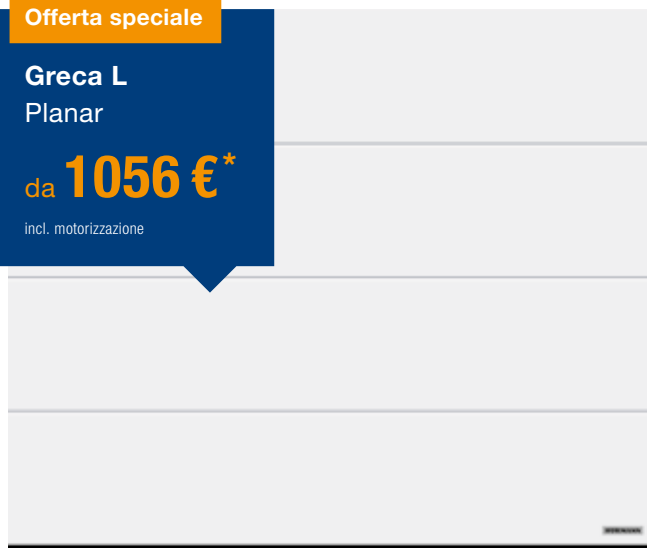 Offerta speciale
Greca L
Planar
da 1056 €*
incl. motorizzazione